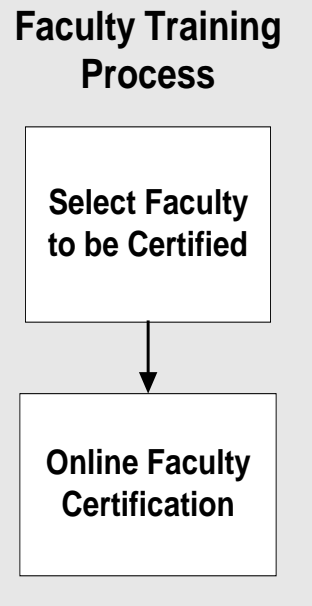 Faculty Training
Process
Select Faculty
to be Certified
Online Faculty
Certification